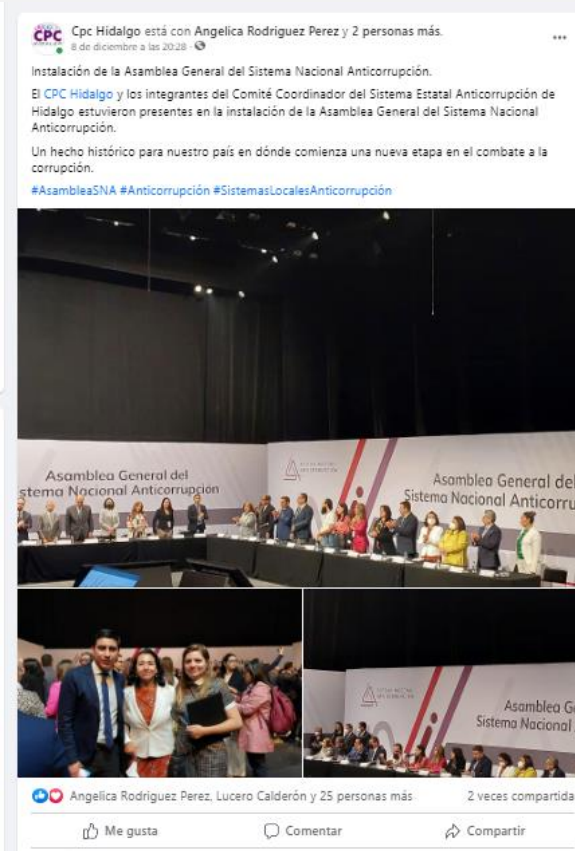 CPC
Cpc Hidalgo está con Angelica Rodriguez Perez y 2 personas más.
8 de diciembre a las 20:28 ·
Instalación de la Asamblea General del Sistema Nacional Anticorrupción.
El CPC Hidalgo y los integrantes del Comité Coordinador del Sistema Estatal Anticorrupción de
Hidalgo estuvieron presentes en la instalación de la Asamblea General del Sistema Nacional
Anticorrupción.
Un hecho histórico para nuestro país en dónde comienza una nueva etapa en el combate a la
corrupción.
#AsambleaSNA #Anticorrupción #SistemasLocalesAnticorrupción
Asamblea General del
stema Nacional Anticorrupción
Asamblea General del
Sistema Nacional Anticorru
Asamblea G
Sistema Nacional
Angelica Rodriguez Perez, Lucero Calderón y 25 personas más
2 veces compartida
Me gusta
Comentar
Compartir